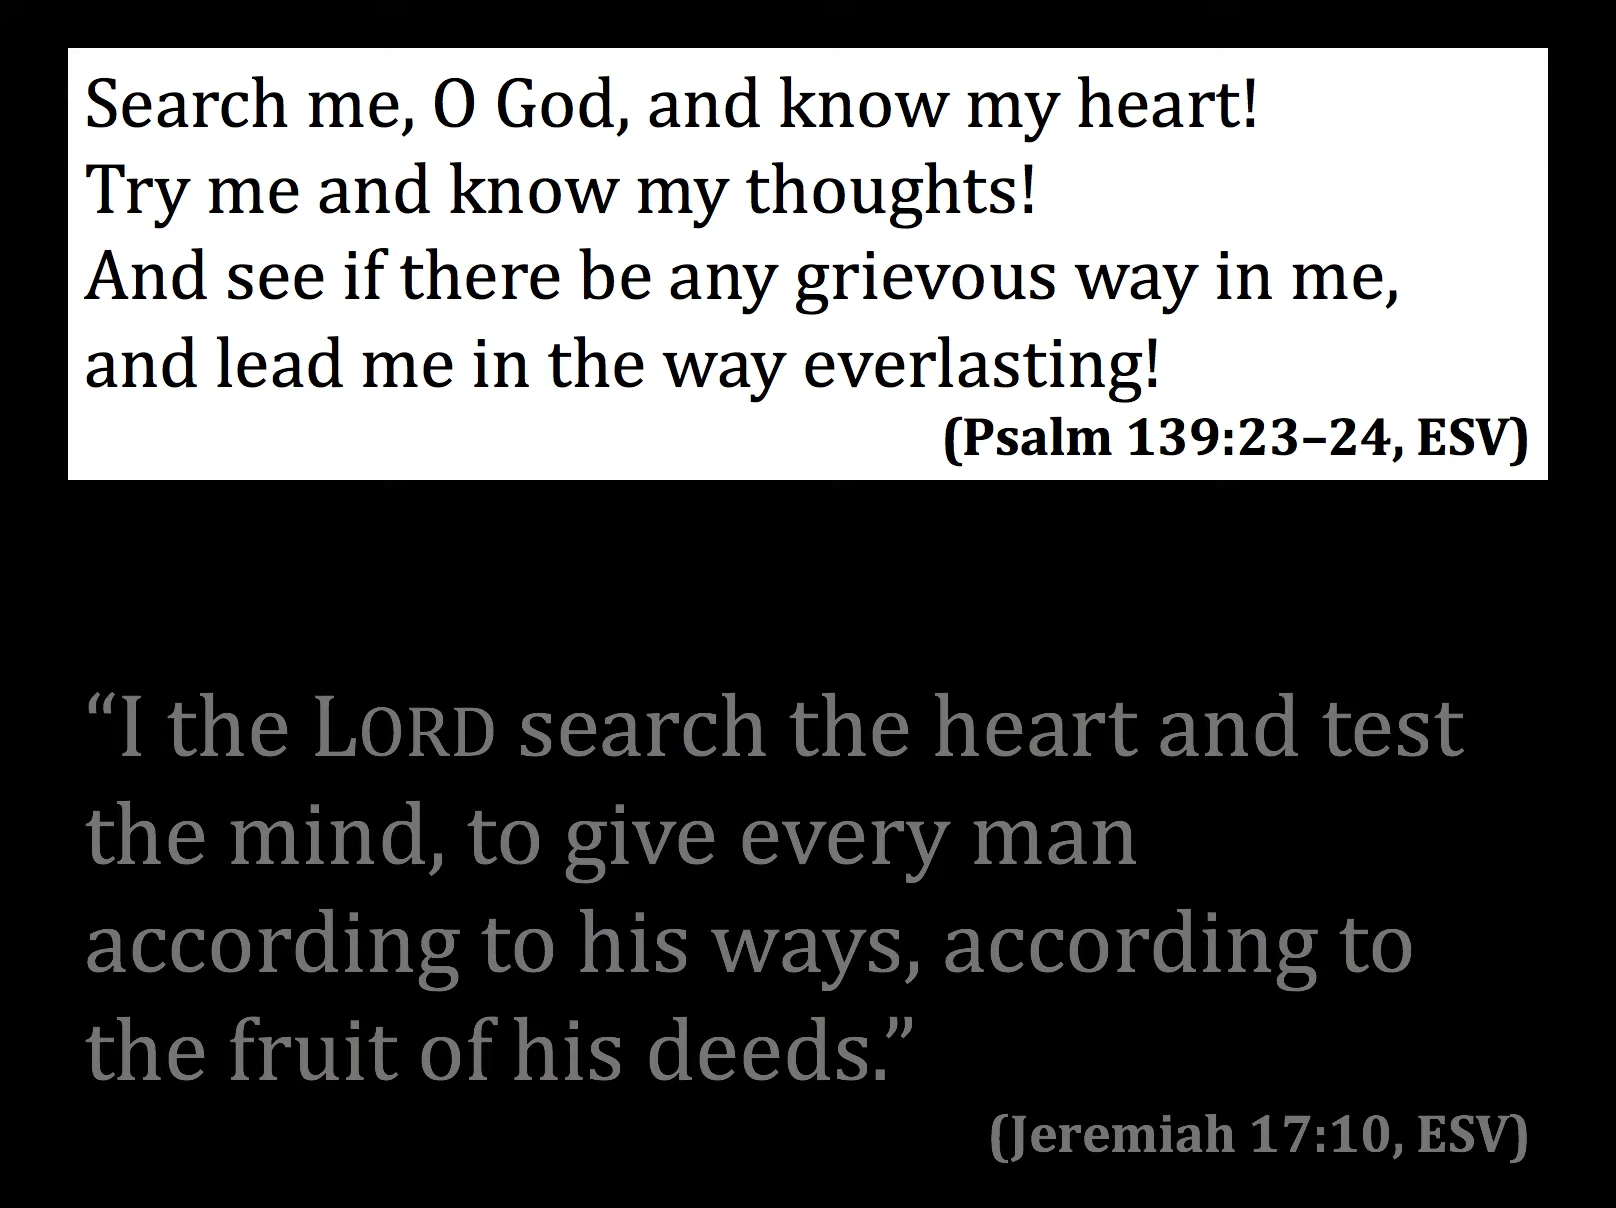 Search me, O God, and know my heart!
Try me and know my thoughts!
And see if there be any grievous way in me,
and lead me in the way everlasting!
(Psalm 139:23–24, ESV)
“I the LORD search the heart and test
the mind, to give every man
according to his ways, according to
the fruit of his deeds.”
(Jeremiah 17:10, ESV)